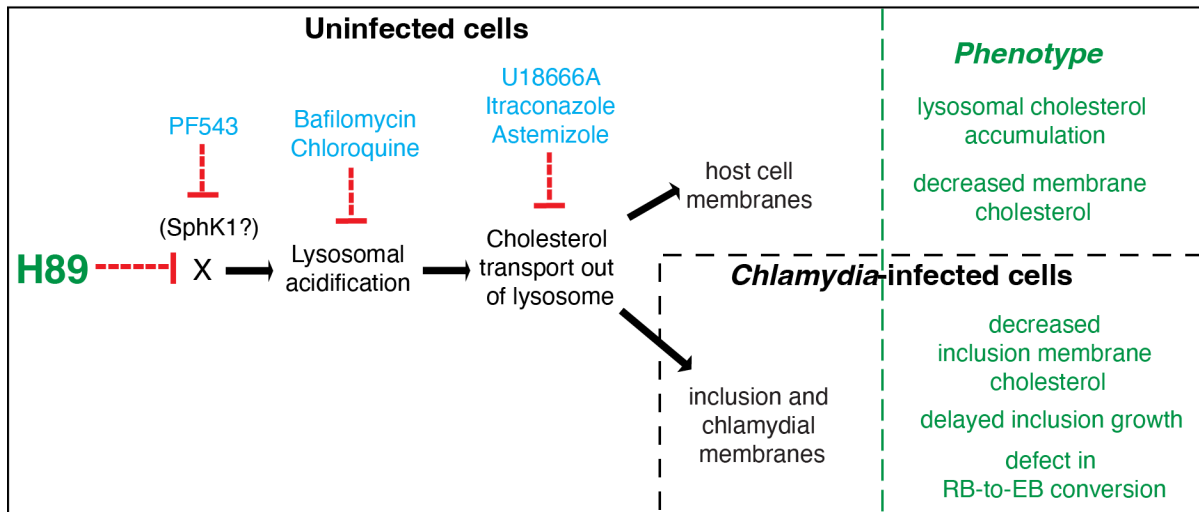 Uninfected cells
Phenotype
PF543
Bafilomycin
Chloroquine
U18666A
Itraconazole
Astemizole
lysosomal cholesterol
accumulation
host cell
membranes
decreased membrane
cholesterol
H89
(SphK1?)
X
Lysosomal
acidification
Cholesterol
transport out
of lysosome
Chlamydia-infected cells
inclusion and
chlamydial
membranes
decreased
inclusion membrane
cholesterol
delayed inclusion growth
defect in
RB-to-EB conversion